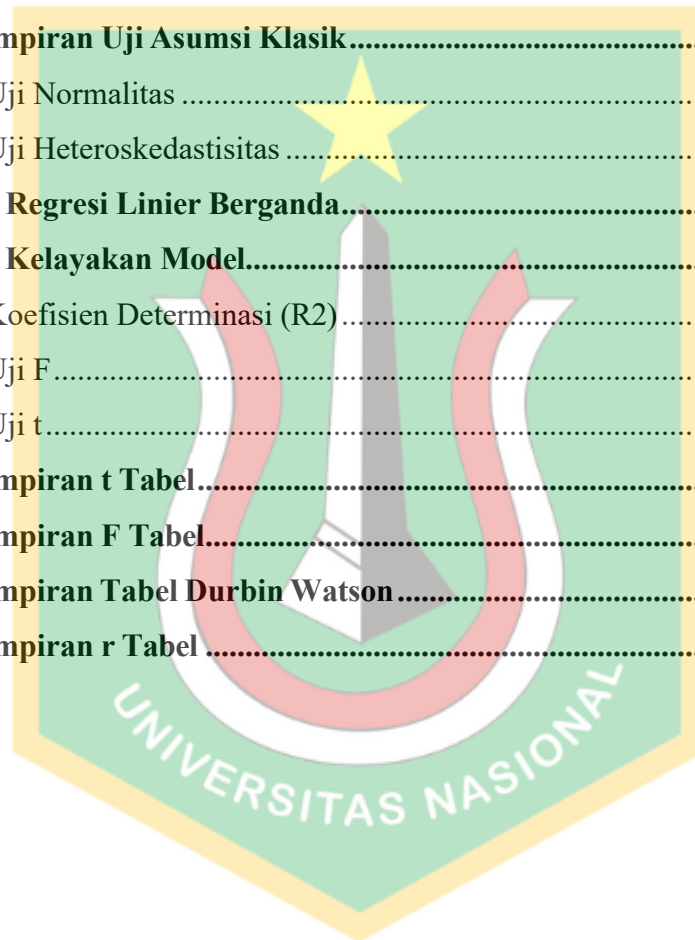 mpiran Uji Asumsi Klasik
Uji Normalitas
Uji Heteroskedastisitas
Regresi Linier Berganda
Kelayakan Model
Koefisien Determinasi (R2)
Uji F
Uji t
mpiran t Tabel
mpiran F Tabel
mpiran Tabel Durbin Watson
mpiran r Tabel
UNIVERSITAS NASIONAL